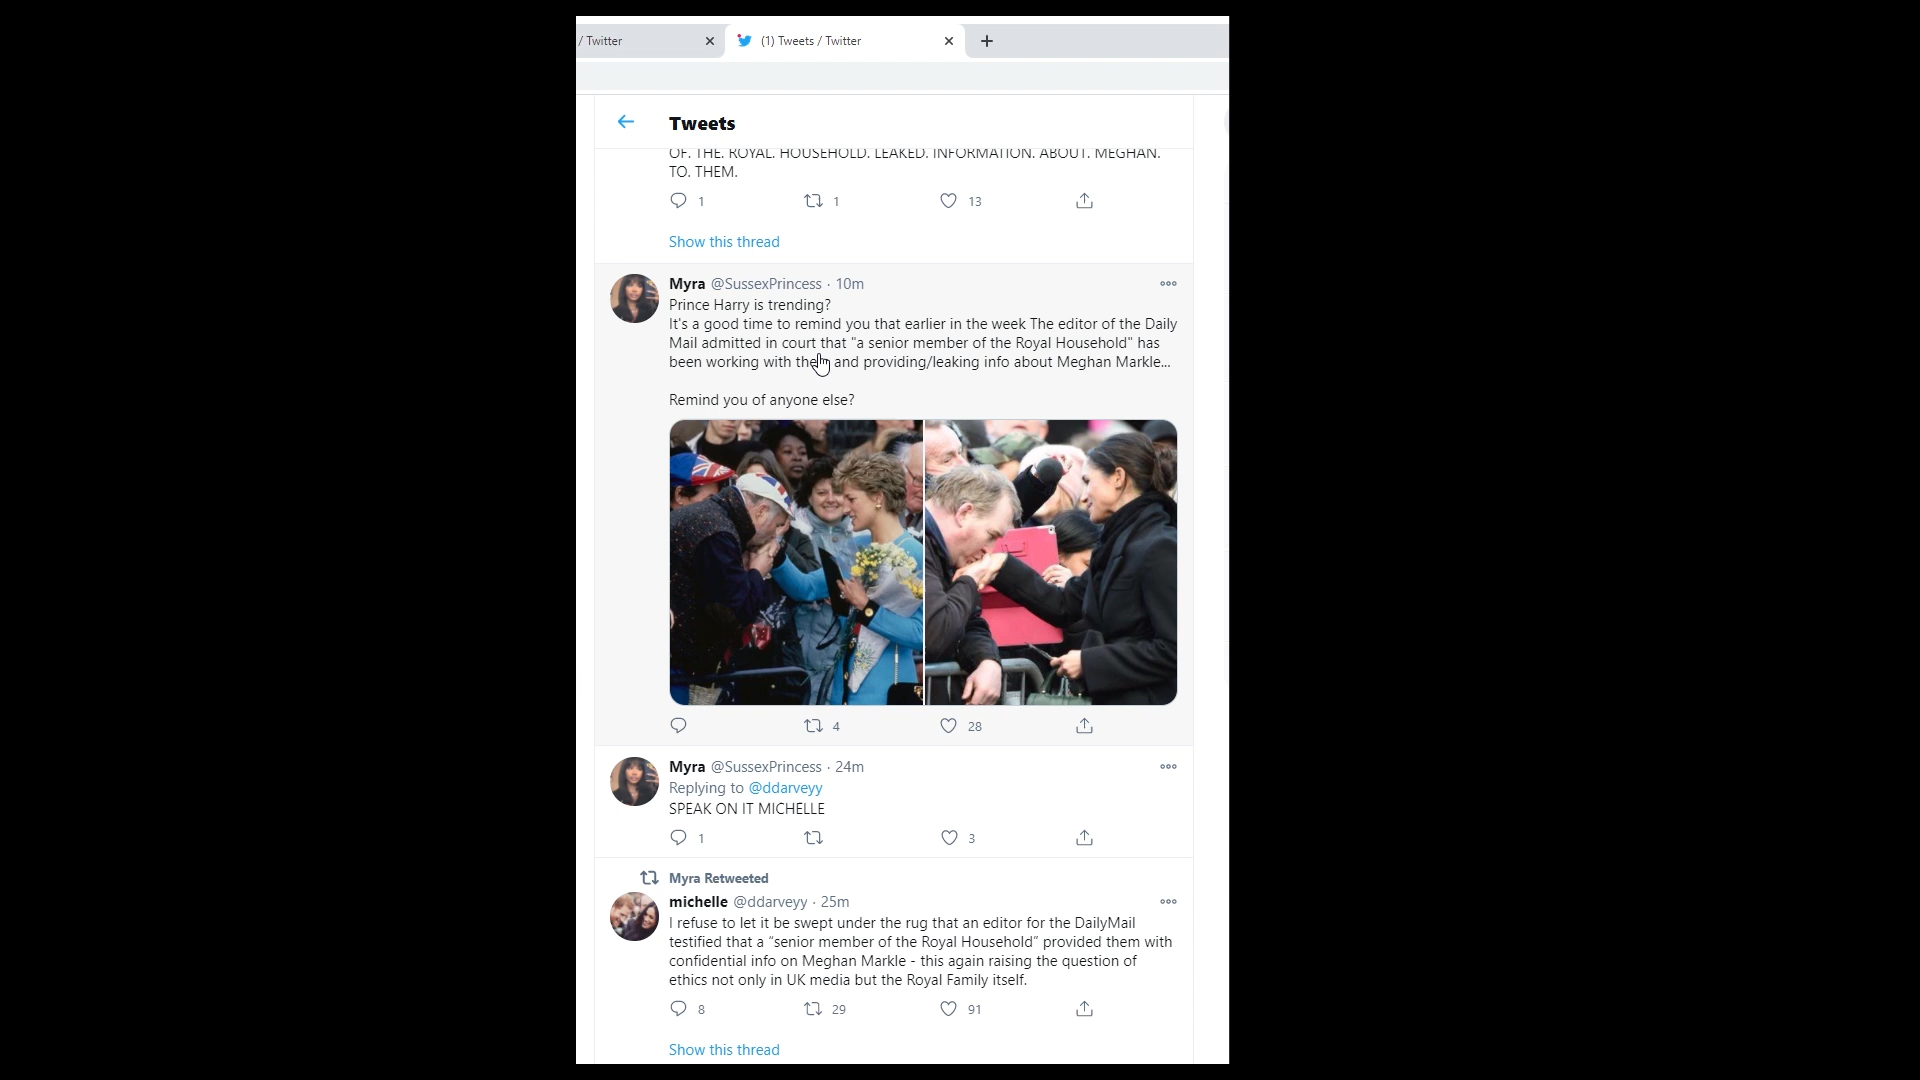 / Twitter
(1) Tweets / Twitter
Tweets
OF. THE. ROYAL. HOUSEHOLD. LEAKED. INFORMATION. ABOUT. MEGHAN.
TO. THEM.
1 1 13
Show this thread
Myra @SussexPrincess · 10m
Prince Harry is trending?
It's a good time to remind you that earlier in the week The editor of the Daily
Mail admitted in court that "a senior member of the Royal Household" has
been working with and providing/leaking info about Meghan Markle...
Remind you of anyone else?
4 28
Myra @SussexPrincess · 24m
Replying to @ddarveyy
SPEAK ON IT MICHELLE
1 3
Myra Retweeted
michelle @ddarveyy · 25m
I refuse to let it be swept under the rug that an editor for the DailyMail
testified that a “senior member of the Royal Household” provided them with
confidential info on Meghan Markle - this again raising the question of
ethics not only in UK media but the Royal Family itself.
8 29 91
Show this thread